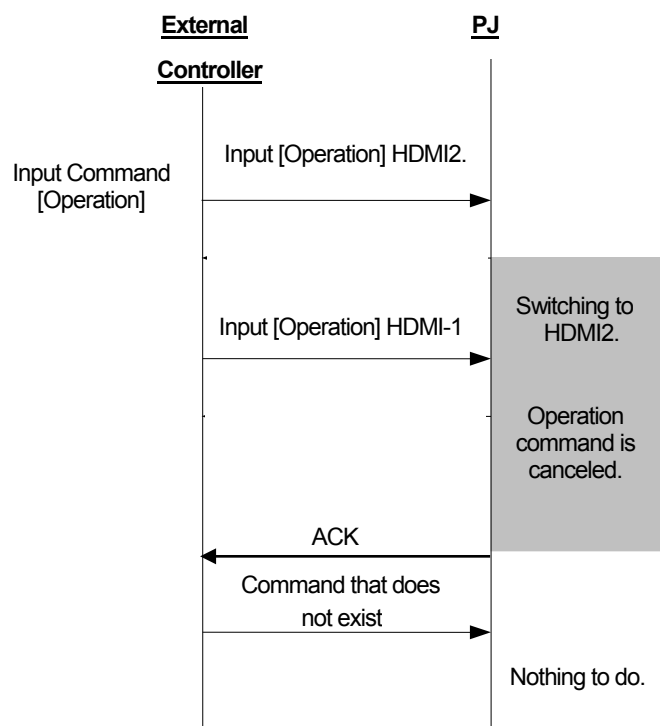 External
Controller
PJ
Input Command
[Operation]
Input [Operation] HDMI2.
Input [Operation] HDMI-1
Switching to
HDMI2.
Operation
command is
canceled.
ACK
Command that does
not exist
Nothing to do.